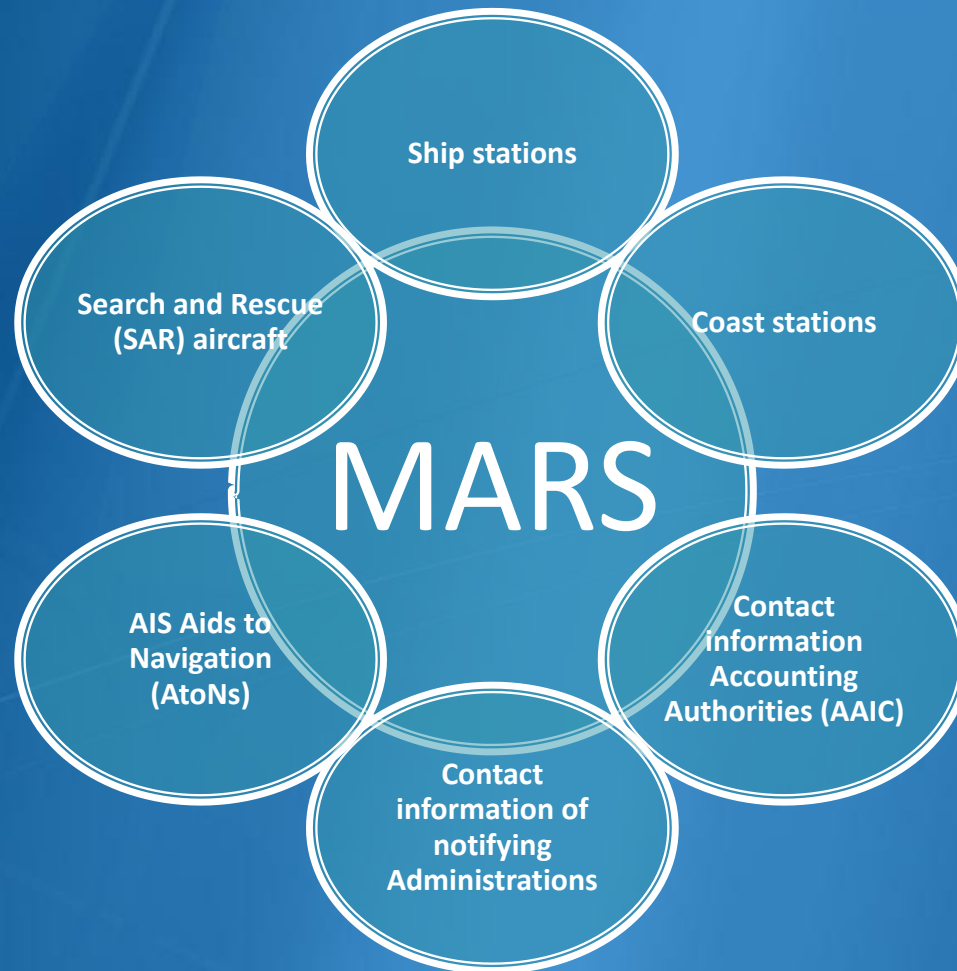 Ship stations
Search and Rescue
(SAR) aircraft
Coast stations
MARS
AIS Aids to
Navigation
(AtoNs)
Contact
information
Accounting
Authorities (AAIC)
Contact
information of
notifying
Administrations